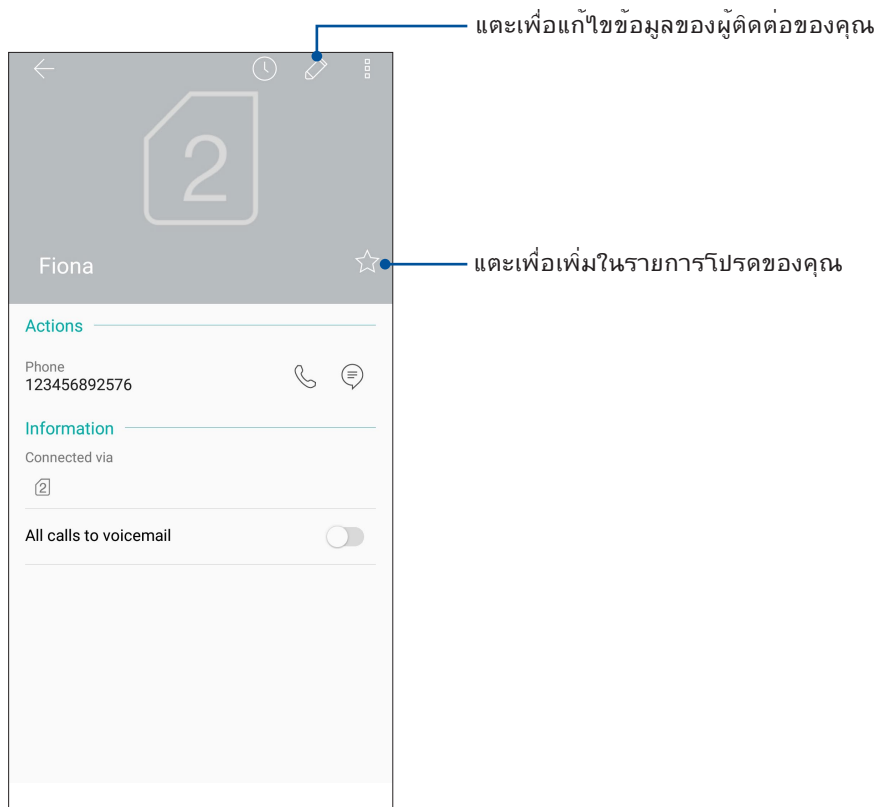 แตะเพื่อแก้ไขข้อมูลของผู้ติดต่อของคุณ
2
Fiona
แตะเพื่อเพิ่มในรายการโปรดของคุณ
Actions
Phone
123456892576
Information
Connected via
2
All calls to voicemail